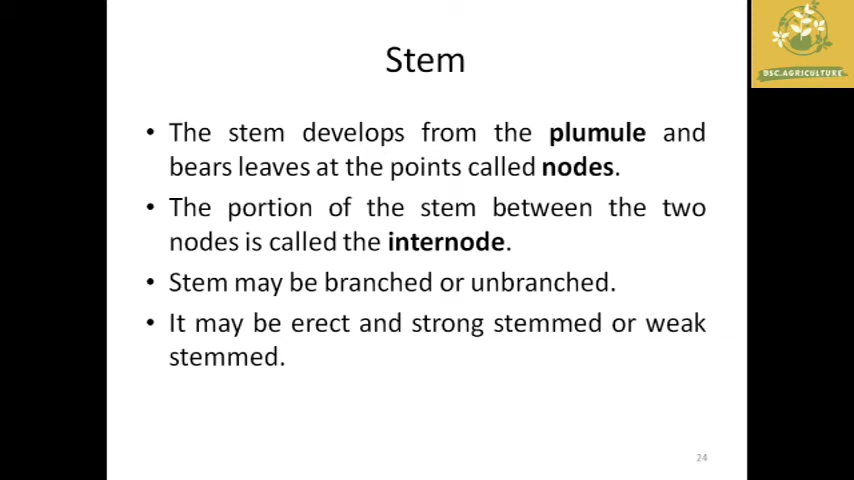 Stem
DSC.AGRICULTURE
• The stem develops from the plumule and
bears leaves at the points called nodes.
• The portion of the stem between the two
nodes is called the internode.
• Stem may be branched or unbranched.
• It may be erect and strong stemmed or weak
stemmed.
24